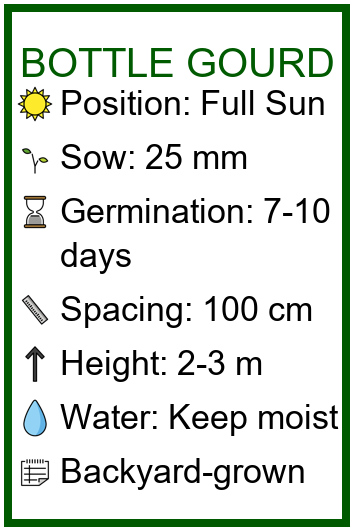 BOTTLE GOURD
Position: Full Sun
Sow: 25 mm
Germination: 7-10
days
Spacing: 100 cm
Height: 2-3 m
Water: Keep moist
Backyard-grown